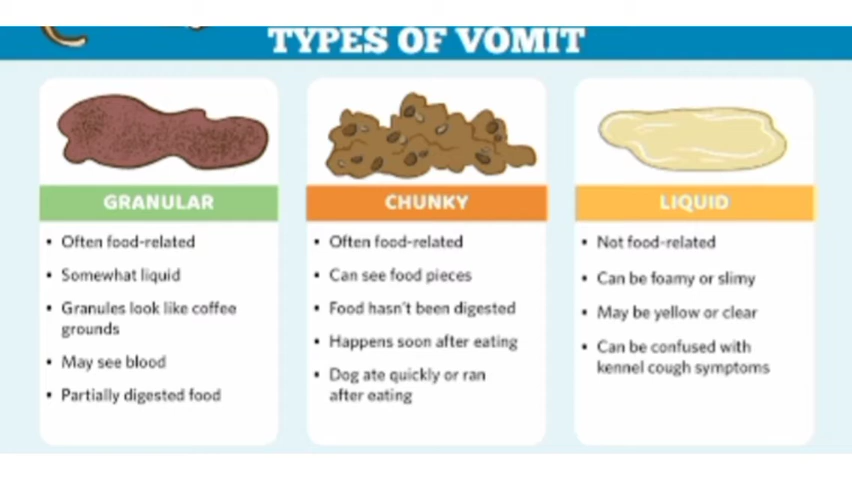 TYPES OF VOMIT
GRANULAR
• Often food-related
• Somewhat liquid
• Granules look like coffee
grounds
• May see blood
• Partially digested food
CHUNKY
• Often food-related
• Can see food pieces
• Food hasn't been digested
• Happens soon after eating
• Dog ate quickly or ran
after eating
LIQUID
• Not food-related
• Can be foamy or slimy
• May be yellow or clear
• Can be confused with
kennel cough symptoms